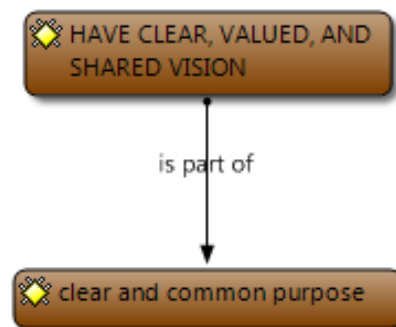 HAVE CLEAR, VALUED, AND
SHARED VISION
is part of
clear and common purpose